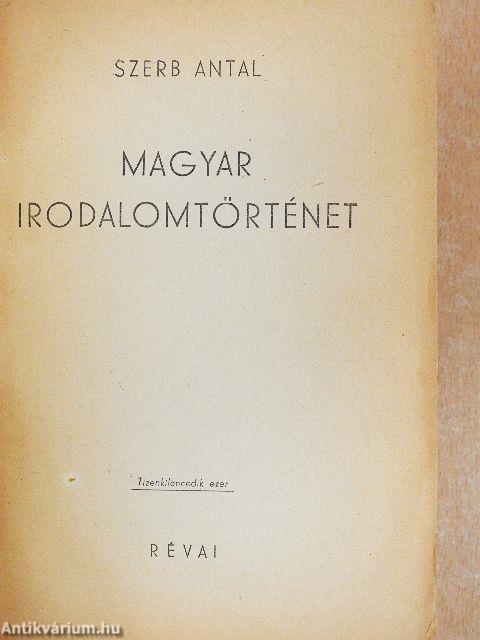 SZERB ANTAL
MAGYAR
IRODALOMTÖRTÉNET
Tizenkilencedik ezer
RÉVAI
Antikvárium.hu